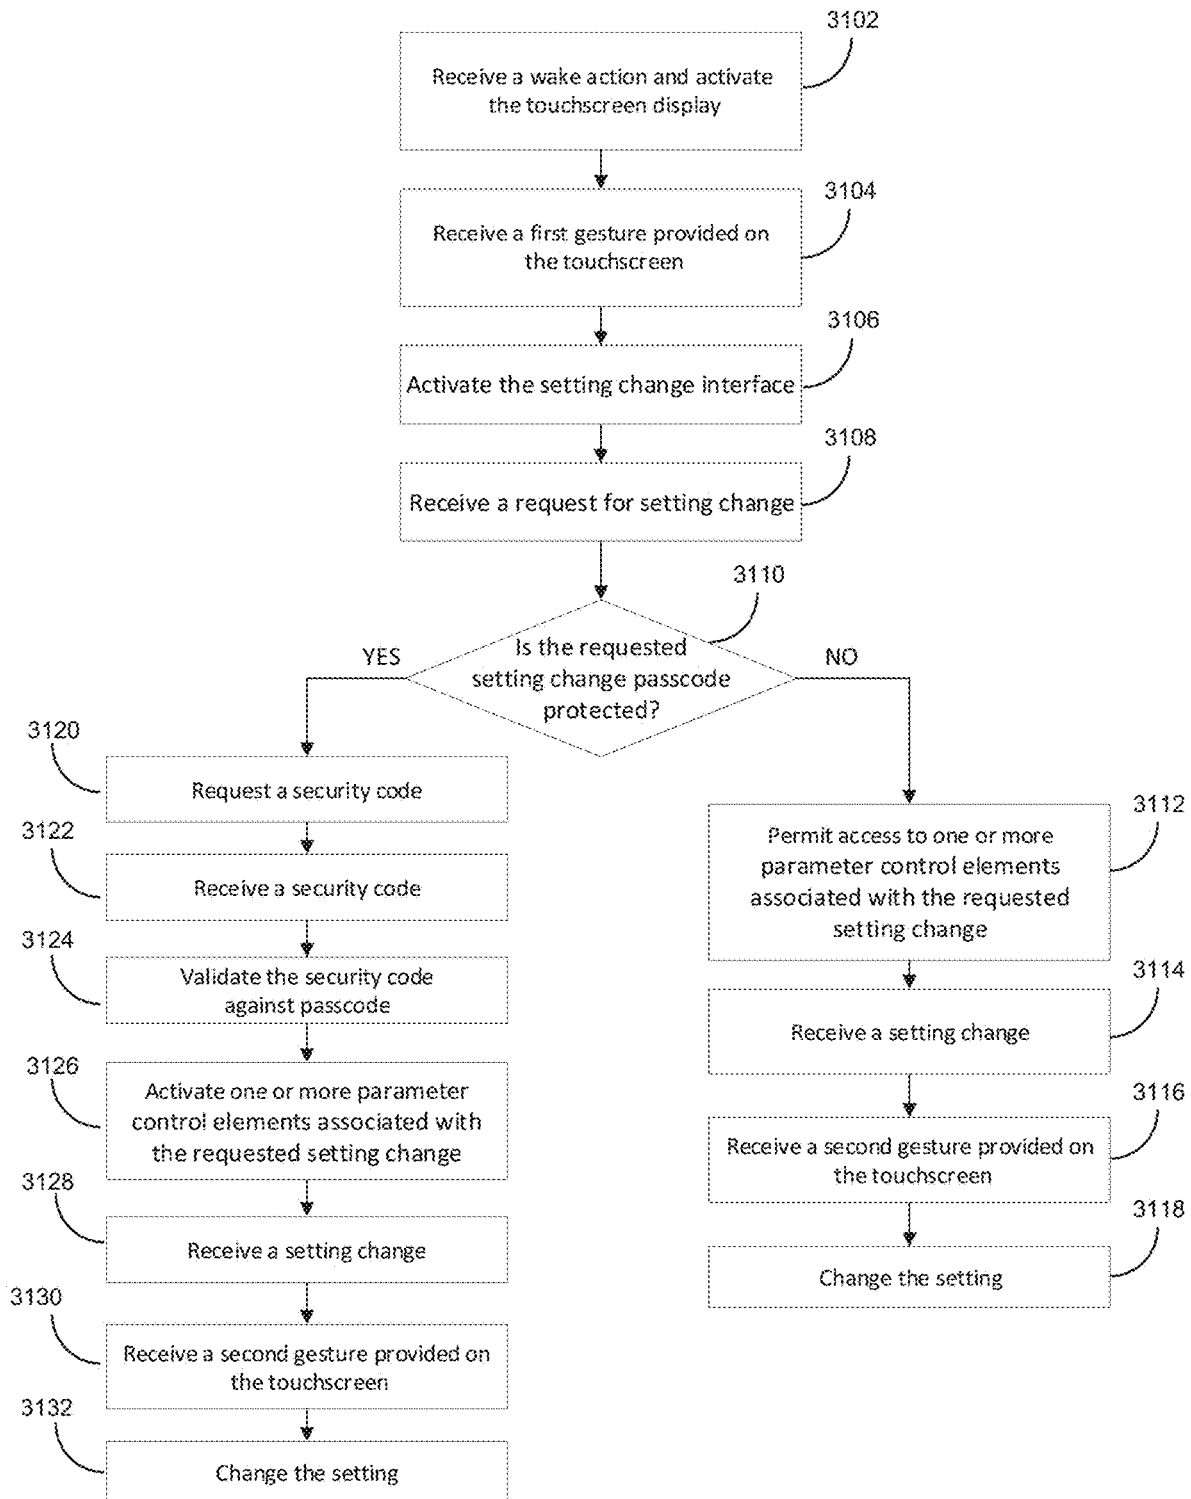 3102
Receive a wake action and activate
the touchscreen display
3104
Receive a first gesture provided on
the touchscreen
3106
Activate the setting change interface
3108
Receive a request for setting change
3110
Is the requested
setting change passcode
protected?
YES
NO
3120
Request a security code
3122
Receive a security code
3124
Validate the security code
against passcode
3126
Activate one or more parameter
control elements associated with
the requested setting change
3128
Receive a setting change
3130
Receive a second gesture provided on
the touchscreen
3132
Change the setting
3112
Permit access to one or more
parameter control elements
associated with the requested
setting change
3114
Receive a setting change
3116
Receive a second gesture provided on
the touchscreen
3118
Change the setting